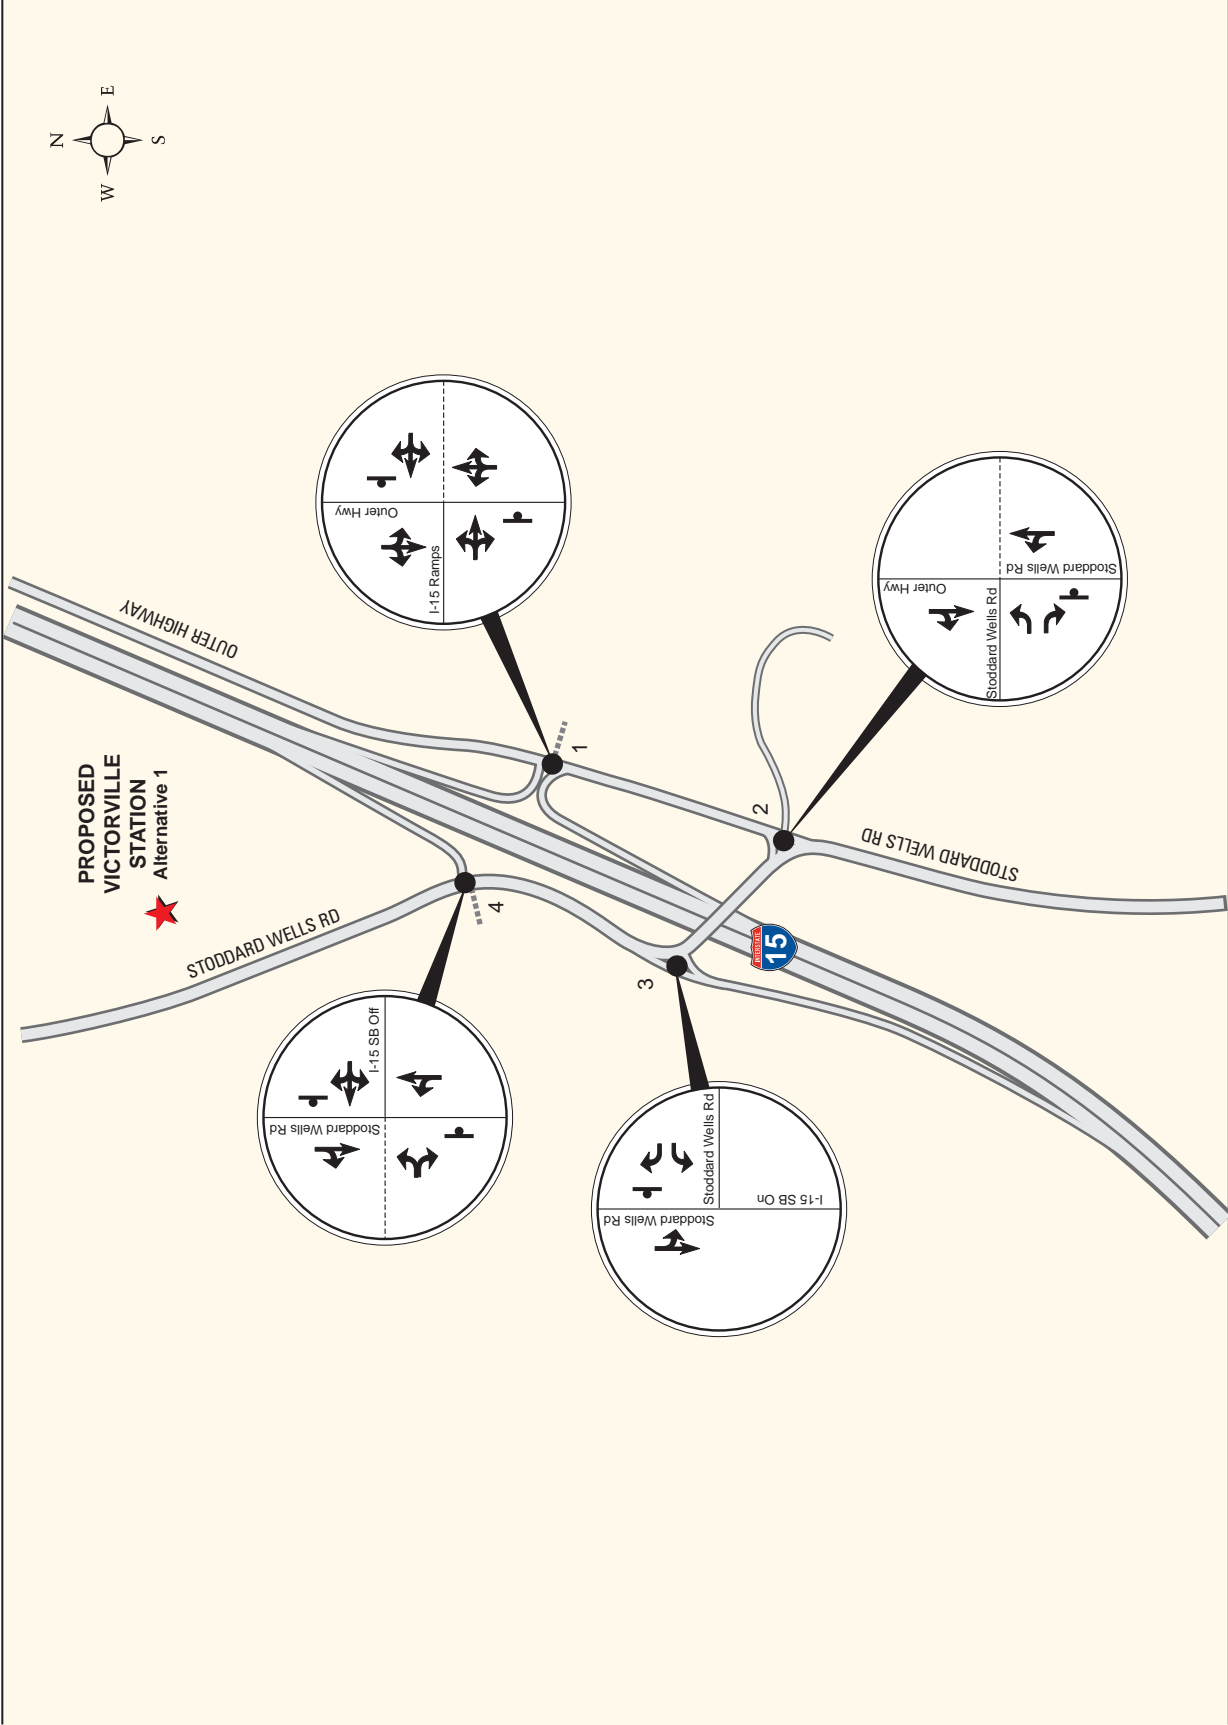 N
W
E
S
PROPOSED
VICTORVILLE
STATION
Alternative 1
OUTER HIGHWAY
STODDARD WELLS RD
STODDARD WELLS RD
INTERSTATE
15
1
2
3
4
Outer Hwy
I-15 Ramps
Outer Hwy
Stoddard Wells Rd
Stoddard Wells Rd
Stoddard Wells Rd
I-15 SB Off
Stoddard Wells Rd
Stoddard Wells Rd
I-15 SB On